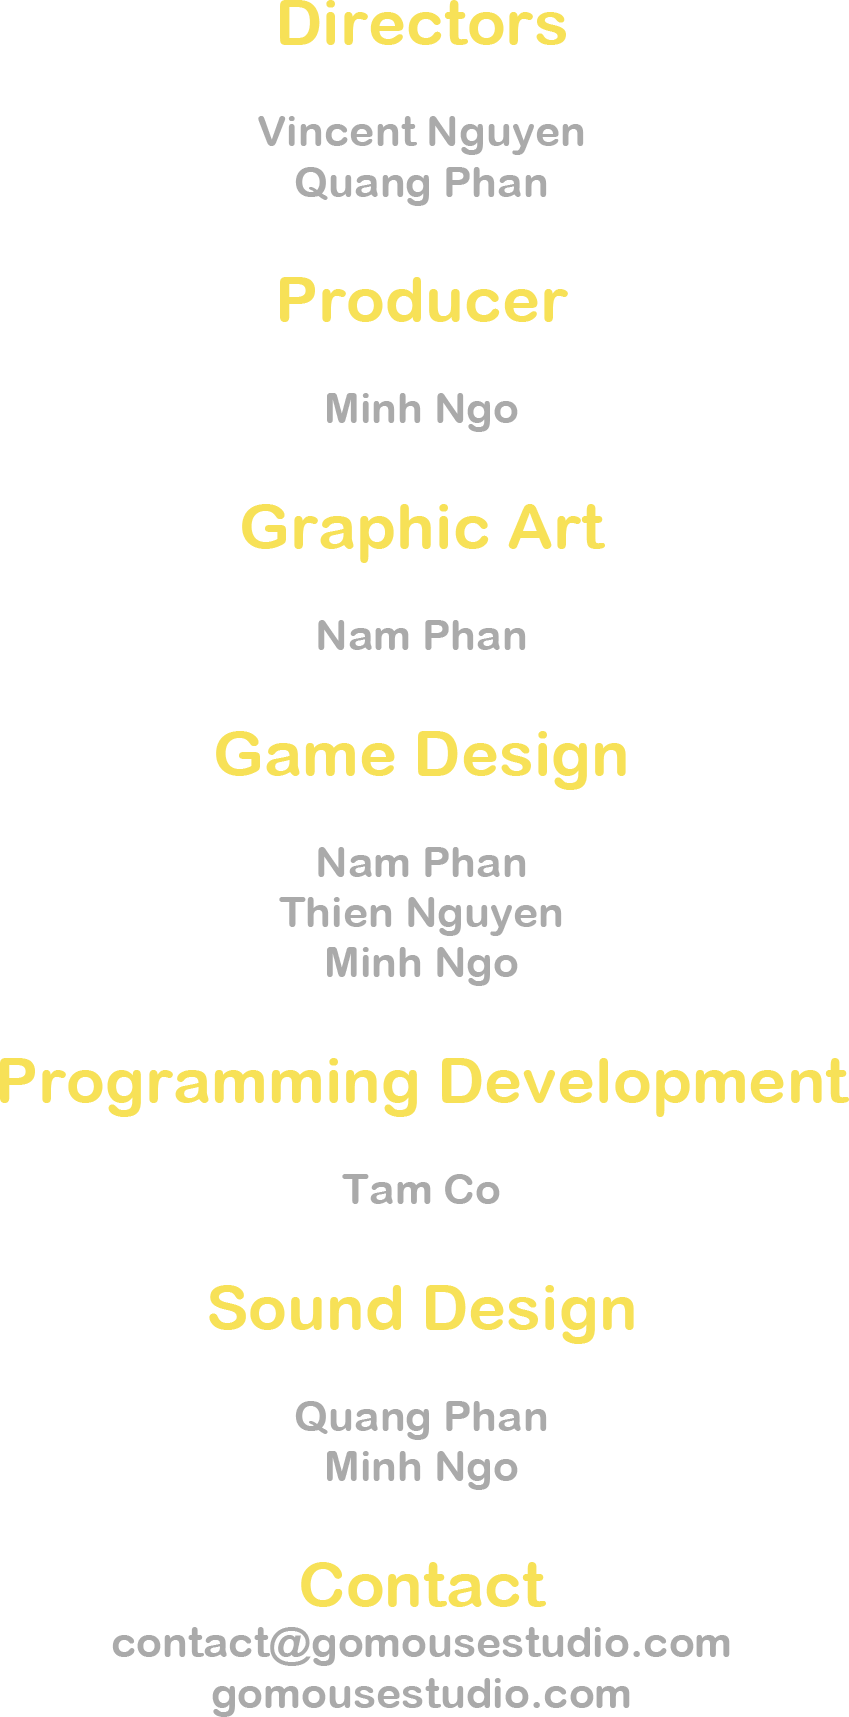 Directors
Vincent Nguyen
Quang Phan
Producer
Minh Ngo
Graphic Art
Nam Phan
Game Design
Nam Phan
Thien Nguyen
Minh Ngo
Programming Development
Tam Co
Sound Design
Quang Phan
Minh Ngo
Contact
contact@gomousestudio.com
gomousestudio.com